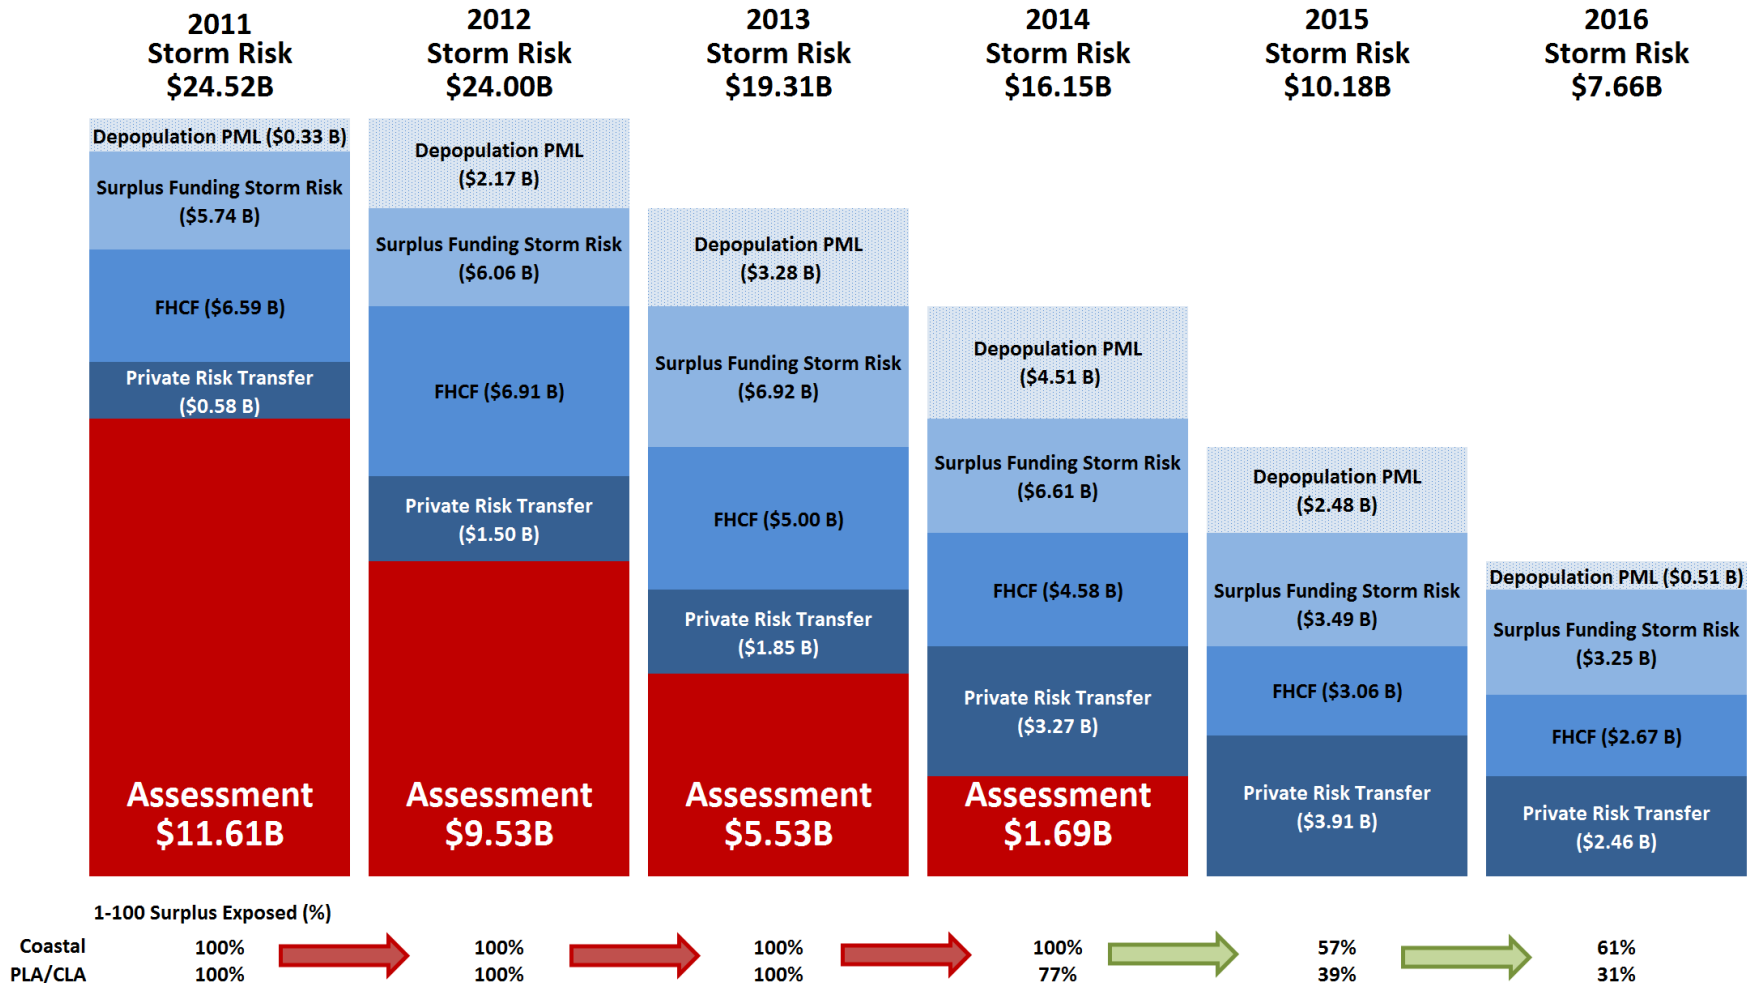 2011
Storm Risk
$24.52B
2012
Storm Risk
$24.00B
2013
Storm Risk
$19.31B
2014
Storm Risk
$16.15B
2015
Storm Risk
$10.18B
2016
Storm Risk
$7.66B
Depopulation PML ($0.33 B)
Surplus Funding Storm Risk
($5.74 B)
FHCF ($6.59 B)
Private Risk Transfer
($0.58 B)
Assessment
$11.61B
Depopulation PML
($2.17 B)
Surplus Funding Storm Risk
($6.06 B)
FHCF ($6.91 B)
Private Risk Transfer
($1.50 B)
Assessment
$9.53B
Depopulation PML
($3.28 B)
Surplus Funding Storm Risk
($6.92 B)
FHCF ($5.00 B)
Private Risk Transfer
($1.85 B)
Assessment
$5.53B
Depopulation PML
($4.51 B)
Surplus Funding Storm Risk
($6.61 B)
FHCF ($4.58 B)
Private Risk Transfer
($3.27 B)
Assessment
$1.69B
Depopulation PML
($2.48 B)
Surplus Funding Storm Risk
($3.49 B)
FHCF ($3.06 B)
Private Risk Transfer
($3.91 B)
Depopulation PML ($0.51 B)
Surplus Funding Storm Risk
($3.25 B)
FHCF ($2.67 B)
Private Risk Transfer
($2.46 B)
1-100 Surplus Exposed (%)
Coastal 100% 100% 100% 100% 57% 61%
PLA/CLA 100% 100% 100% 77% 39% 31%